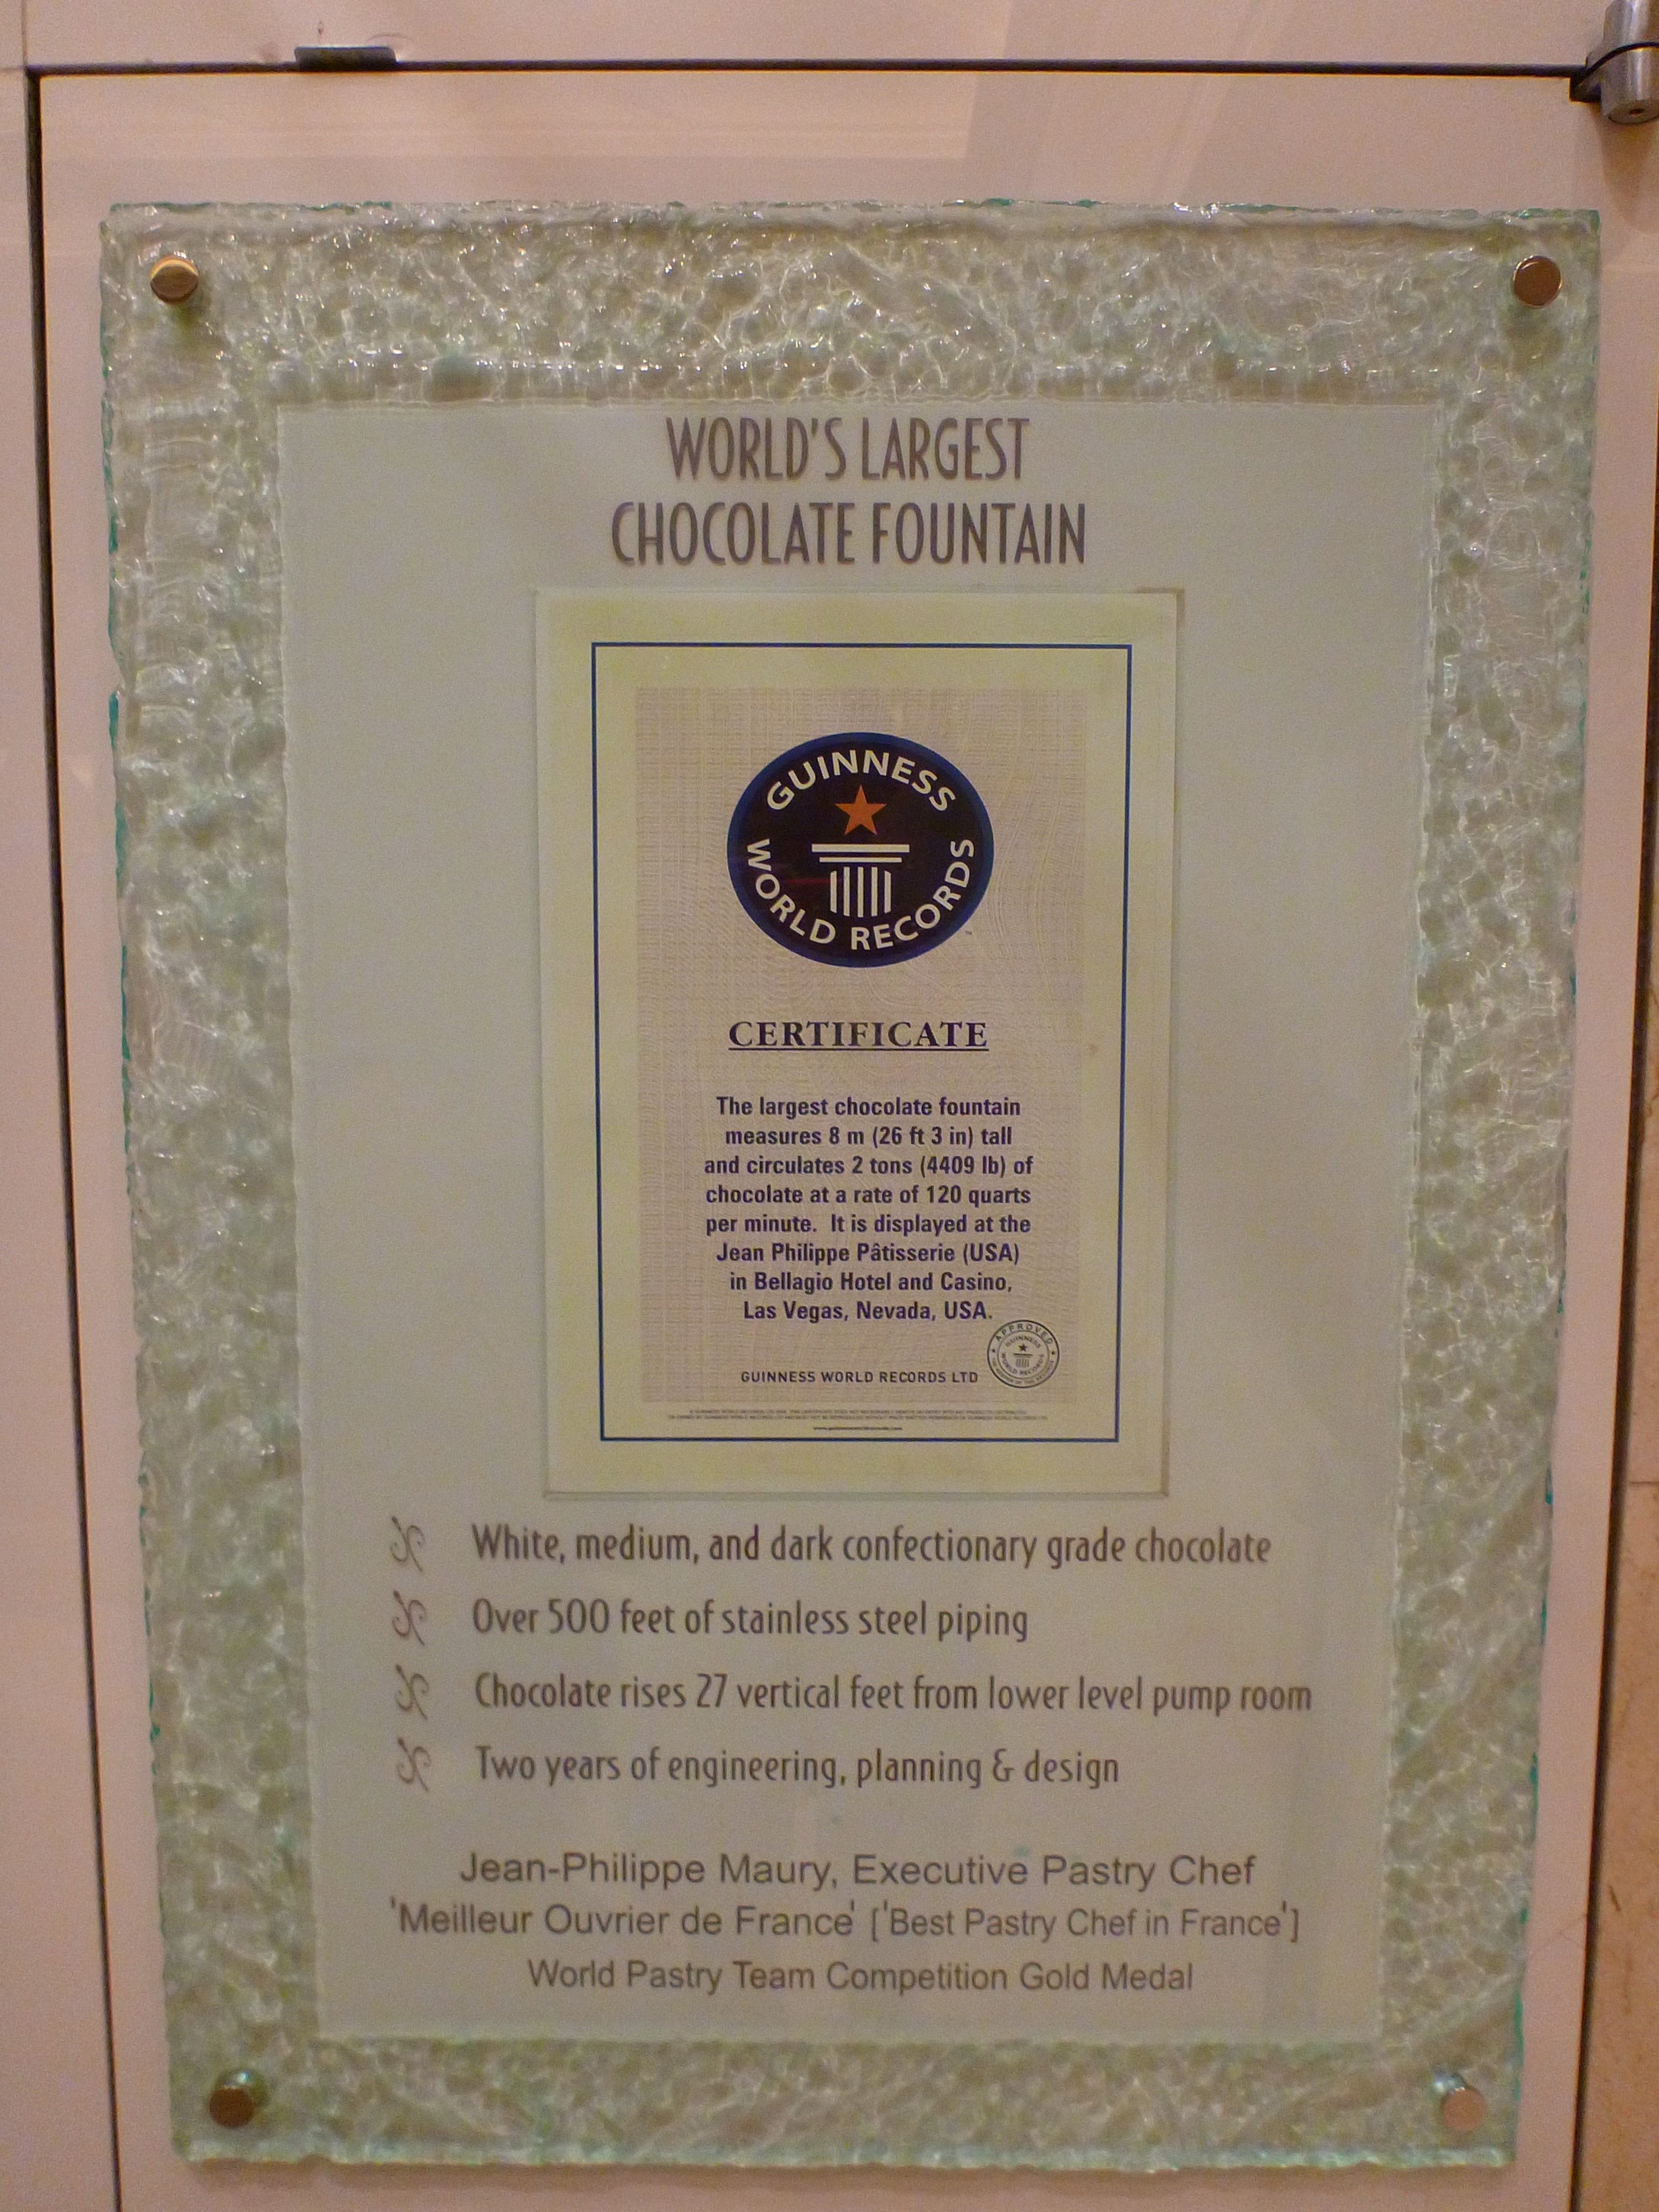 WORLD'S LARGEST
CHOCOLATE FOUNTAIN
GUINNESS
WORLD RECORDS
CERTIFICATE
The largest chocolate fountain
measures 8 m (26 ft 3 in) tall
and circulates 2 tons (4409 lb) of
chocolate at a rate of 120 quarts
per minute. It is displayed at the
Jean Philippe Pâtisserie (USA)
in Bellagio Hotel and Casino,
Las Vegas, Nevada, USA.
APPROVED
GUINNESS
WORLD RECORDS
GUINNESS WORLD RECORDS LTD
White, medium, and dark confectionary grade chocolate
Over 500 feet of stainless steel piping
Chocolate rises 27 vertical feet from lower level pump room
Two years of engineering, planning & design
Jean-Philippe Maury, Executive Pastry Chef
'Meilleur Ouvrier de France' ['Best Pastry Chef in France']
World Pastry Team Competition Gold Medal